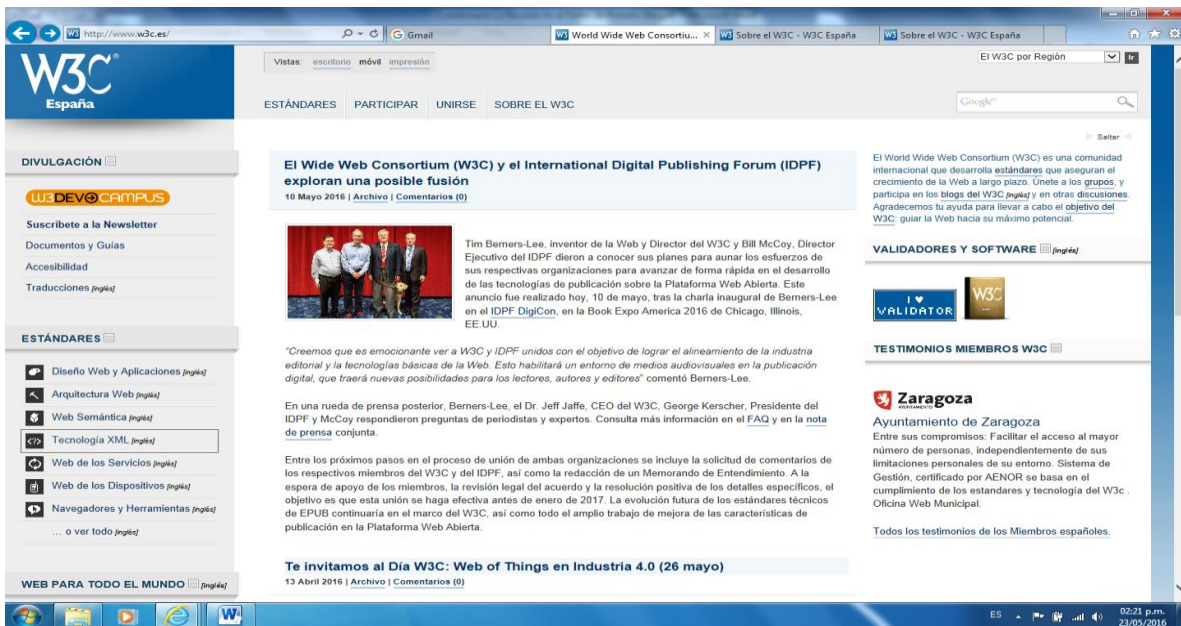 http://www.w3c.es/
Gmail
World Wide Web Consortiu...
Sobre el W3C - W3C España
Sobre el W3C - W3C España
W3C
España
Vistas: escritorio móvil impresión
El W3C por Región
Ir
ESTÁNDARES PARTICIPAR UNIRSE SOBRE EL W3C
Google
Saltar
DIVULGACIÓN
W3DEVCAMPUS
Suscríbete a la Newsletter
Documentos y Guías
Accesibilidad
Traducciones [inglés]
ESTÁNDARES
Diseño Web y Aplicaciones [inglés]
Arquitectura Web [inglés]
Web Semántica [inglés]
Tecnología XML [inglés]
Web de los Servicios [inglés]
Web de los Dispositivos [inglés]
Navegadores y Herramientas [inglés]
... o ver todo [inglés]
WEB PARA TODO EL MUNDO [inglés]
El Wide Web Consortium (W3C) y el International Digital Publishing Forum (IDPF)
exploran una posible fusión
10 Mayo 2016 | Archivo | Comentarios (0)
Tim Berners-Lee, inventor de la Web y Director del W3C y Bill McCoy, Director
Ejecutivo del IDPF dieron a conocer sus planes para aunar los esfuerzos de
sus respectivas organizaciones para avanzar de forma rápida en el desarrollo
de las tecnologías de publicación sobre la Plataforma Web Abierta. Este
anuncio fue realizado hoy, 10 de mayo, tras la charla inaugural de Berners-Lee
en el IDPF DigiCon, en la Book Expo America 2016 de Chicago, Illinois,
EE.UU.
"Creemos que es emocionante ver a W3C y IDPF unidos con el objetivo de lograr el alineamiento de la industria
editorial y la tecnologías básicas de la Web. Esto habilitará un entorno de medios audiovisuales en la publicación
digital, que traerá nuevas posibilidades para los lectores, autores y editores" comentó Berners-Lee.
En una rueda de prensa posterior, Berners-Lee, el Dr. Jeff Jaffe, CEO del W3C, George Kerscher, Presidente del
IDPF y McCoy respondieron preguntas de periodistas y expertos. Consulta más información en el FAQ y en la nota
de prensa conjunta.
Entre los próximos pasos en el proceso de unión de ambas organizaciones se incluye la solicitud de comentarios de
los respectivos miembros del W3C y del IDPF, así como la redacción de un Memorando de Entendimiento. A la
espera de apoyo de los miembros, la revisión legal del acuerdo y la resolución positiva de los detalles específicos, el
objetivo es que esta unión se haga efectiva antes de enero de 2017. La evolución futura de los estándares técnicos
de EPUB continuaría en el marco del W3C, así como todo el amplio trabajo de mejora de las características de
publicación en la Plataforma Web Abierta.
Te invitamos al Día W3C: Web of Things en Industria 4.0 (26 mayo)
13 Abril 2016 | Archivo | Comentarios (0)
El World Wide Web Consortium (W3C) es una comunidad
internacional que desarrolla estándares que aseguran el
crecimiento de la Web a largo plazo. Únete a los grupos, y
participa en los blogs del W3C [inglés] y en otras discusiones.
Agradecemos tu ayuda para llevar a cabo el objetivo del
W3C: guiar la Web hacia su máximo potencial.
VALIDADORES Y SOFTWARE [inglés]
I ♥
VALIDATOR
W3C
TESTIMONIOS MIEMBROS W3C
Zaragoza
AYUNTAMIENTO
Ayuntamiento de Zaragoza
Entre sus compromisos: Facilitar el acceso al mayor
número de personas, independientemente de sus
limitaciones personales de su entorno. Sistema de
Gestión, certificado por AENOR se basa en el
cumplimiento de los estandares y tecnología del W3c .
Oficina Web Municipal.
Todos los testimonios de los Miembros españoles.
ES
02:21 p.m.
23/05/2016